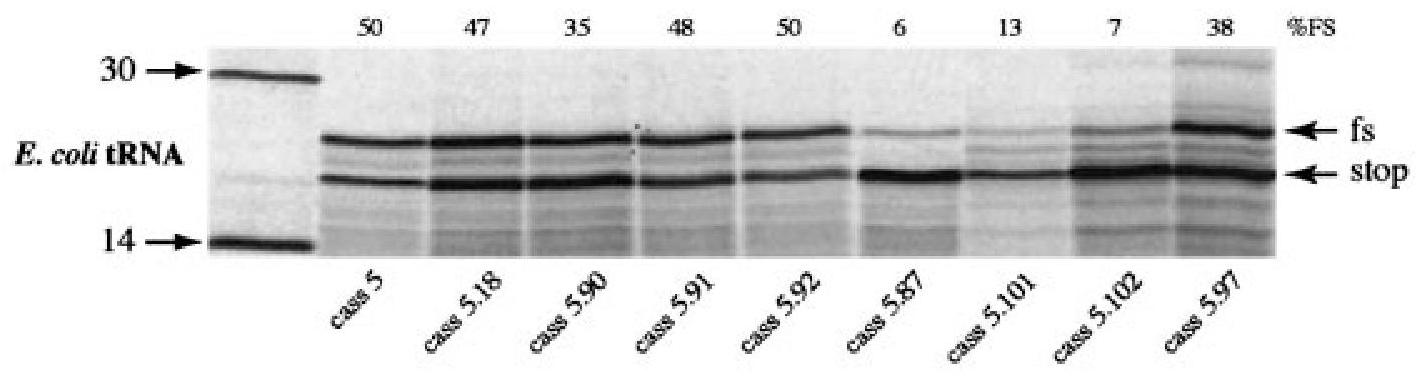 50 47 35 48 50 6 13 7 38 %FS
30
fs
E. coli tRNA
stop
14
cass 5 cass 5.18 cass 5.90 cass 5.91 cass 5.92 cass 5.87 cass 5.101 cass 5.102 cass 5.97